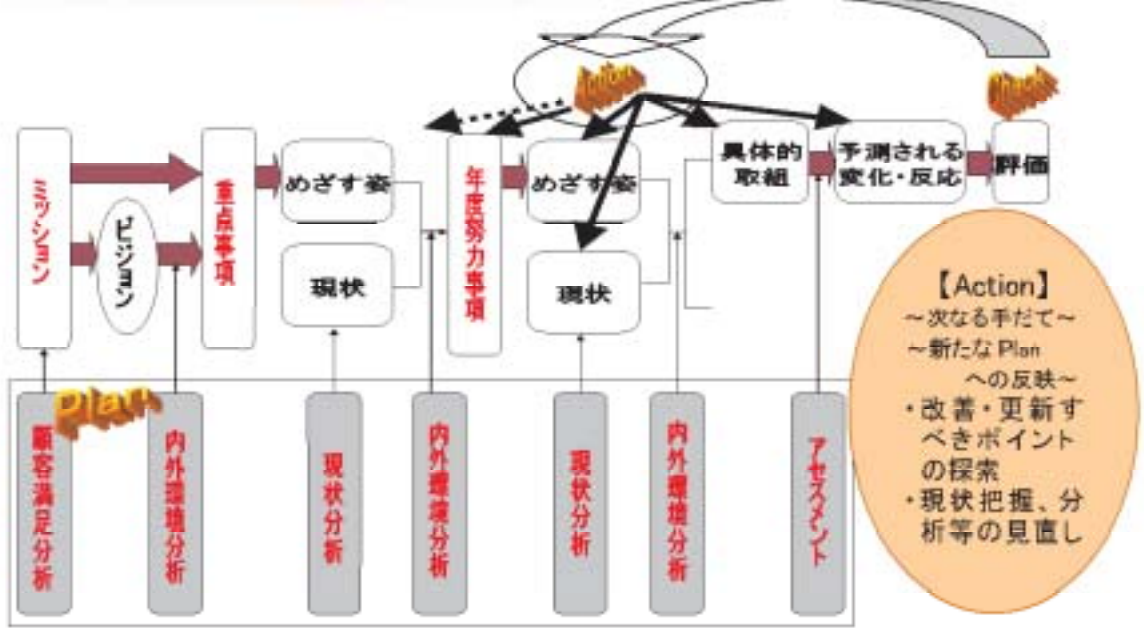 Action
Check
ミッション
ビジョン
重点事項
めざす姿
現状
年度努力事項
めざす姿
現状
具体的
取組
予測される
変化・反応
評価
【Action】
～次なる手だて～
～新たなPlan
への反映～
・改善・更新す
べきポイント
の探索
・現状把握、分
析等の見直し
Plan
顧客満足分析
内外環境分析
現状分析
内外環境分析
現状分析
内外環境分析
アセスメント